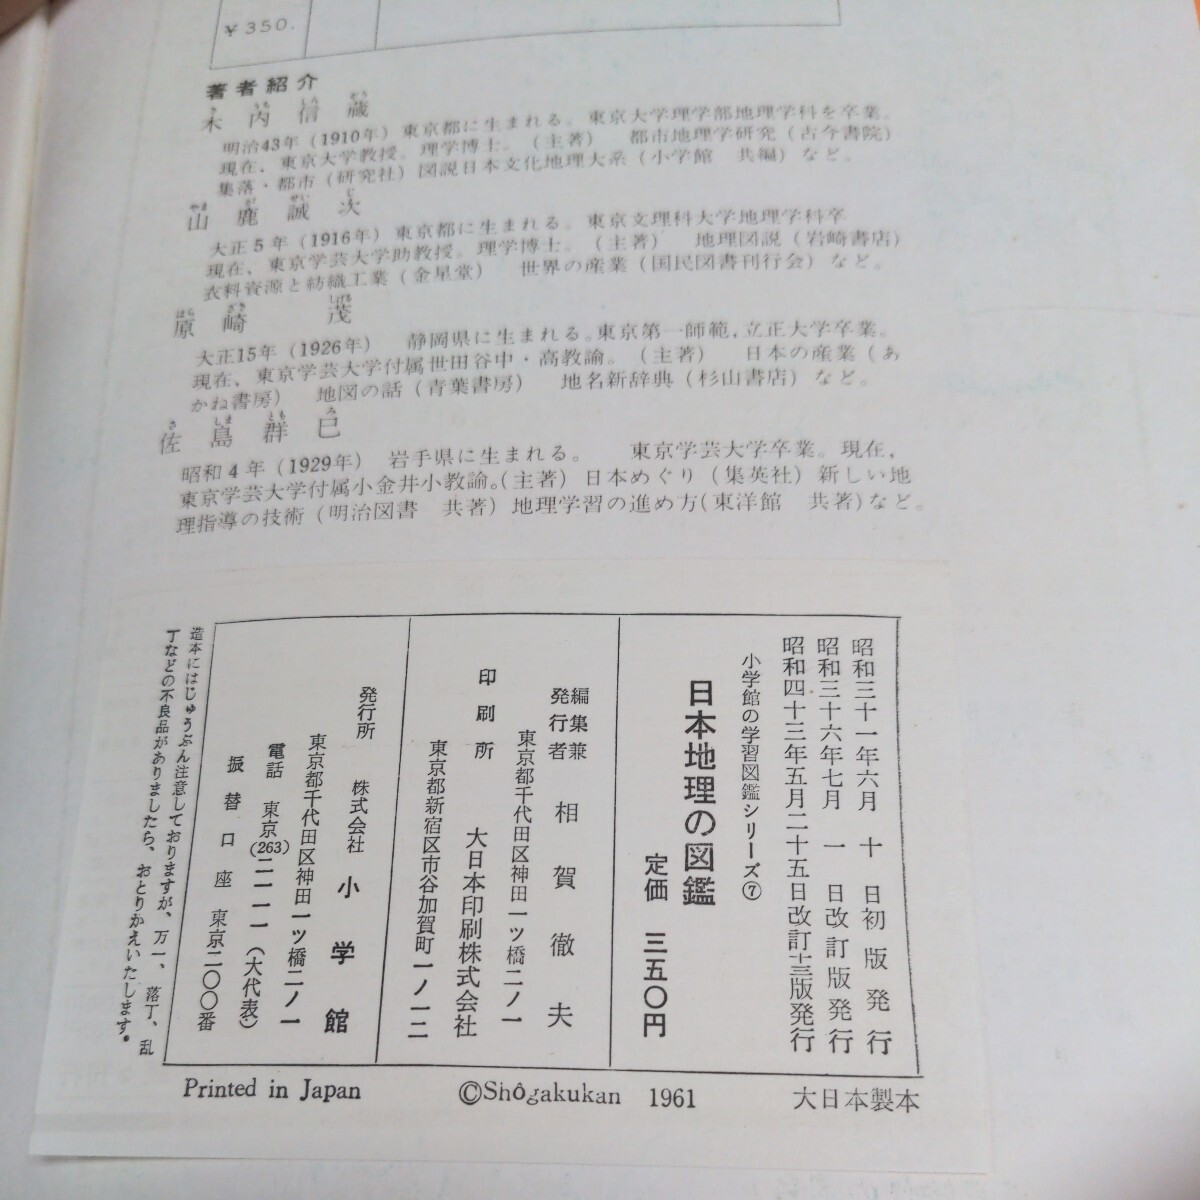 ¥350.
著者紹介
木内信蔵
明治43年(1910年)東京都に生まれる。東京大学理学部地理学科を卒業。
現在、東京大学教授。理学博士。(主著) 都市地理学研究(古今書院)
集落・都市(研究社)図説日本文化地理大系(小学館 共編)など。
山鹿誠次
大正5年(1916年)東京都に生まれる。東京文理科大学地理学科卒
現在、東京学芸大学助教授。理学博士。(主著) 地理図説(岩崎書店)
衣料資源と紡織工業(金星堂) 世界の産業(国民図書刊行会)など。
原崎 茂
大正15年(1926年) 静岡県に生まれる。東京第一師範,立正大学卒業。
現在、東京学芸大学付属世田谷中・高教諭。(主著) 日本の産業(あ
かね書房) 地図の話(青葉書房) 地名新辞典(杉山書店)など。
佐島群巳
昭和4年(1929年) 岩手県に生まれる。 東京学芸大学卒業。現在,
東京学芸大学付属小金井小教諭。(主著)日本めぐり(集英社)新しい地
理指導の技術(明治図書 共著)地理学習の進め方(東洋館 共著)など。
昭和三十一年六月 十 日初版発行
昭和三十六年七月 一 日改訂版発行
昭和四十三年五月二十五日改訂十三版発行
小学館の学習図鑑シリーズ⑦
日本地理の図鑑
定価 三五〇円
編集兼発行者 相賀徹夫
東京都千代田区神田一ツ橋二ノ一
印刷所 大日本印刷株式会社
東京都新宿区市谷加賀町一ノ一二
発行所 株式会社 小学館
東京都千代田区神田一ツ橋二ノ一
電話 東京(263)二一一一(大代表)
振替口座 東京二〇〇番
造本にはじゅうぶん注意しておりますが、万一、落丁、乱
丁などの不良品がありましたら、おとりかえいたします。
Printed in Japan
©Shôgakukan 1961
大日本製本